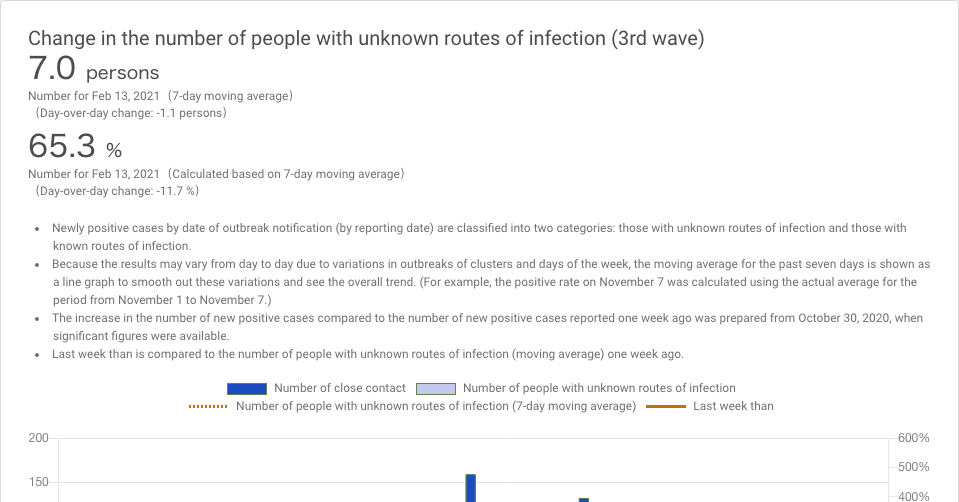 Change in the number of people with unknown routes of infection (3rd wave)
7.0 persons
Number for Feb 13, 2021（7-day moving average）
（Day-over-day change: -1.1 persons）
65.3 %
Number for Feb 13, 2021（Calculated based on 7-day moving average）
（Day-over-day change: -11.7 %）
• Newly positive cases by date of outbreak notification (by reporting date) are classified into two categories: those with unknown routes of infection and those with
known routes of infection.
• Because the results may vary from day to day due to variations in outbreaks of clusters and days of the week, the moving average for the past seven days is shown as
a line graph to smooth out these variations and see the overall trend. (For example, the positive rate on November 7 was calculated using the actual average for the
period from November 1 to November 7.)
• The increase in the number of new positive cases compared to the number of new positive cases reported one week ago was prepared from October 30, 2020, when
significant figures were available.
• Last week than is compared to the number of people with unknown routes of infection (moving average) one week ago.
Number of close contact Number of people with unknown routes of infection
Number of people with unknown routes of infection (7-day moving average) Last week than
200 600%
500%
150
400%